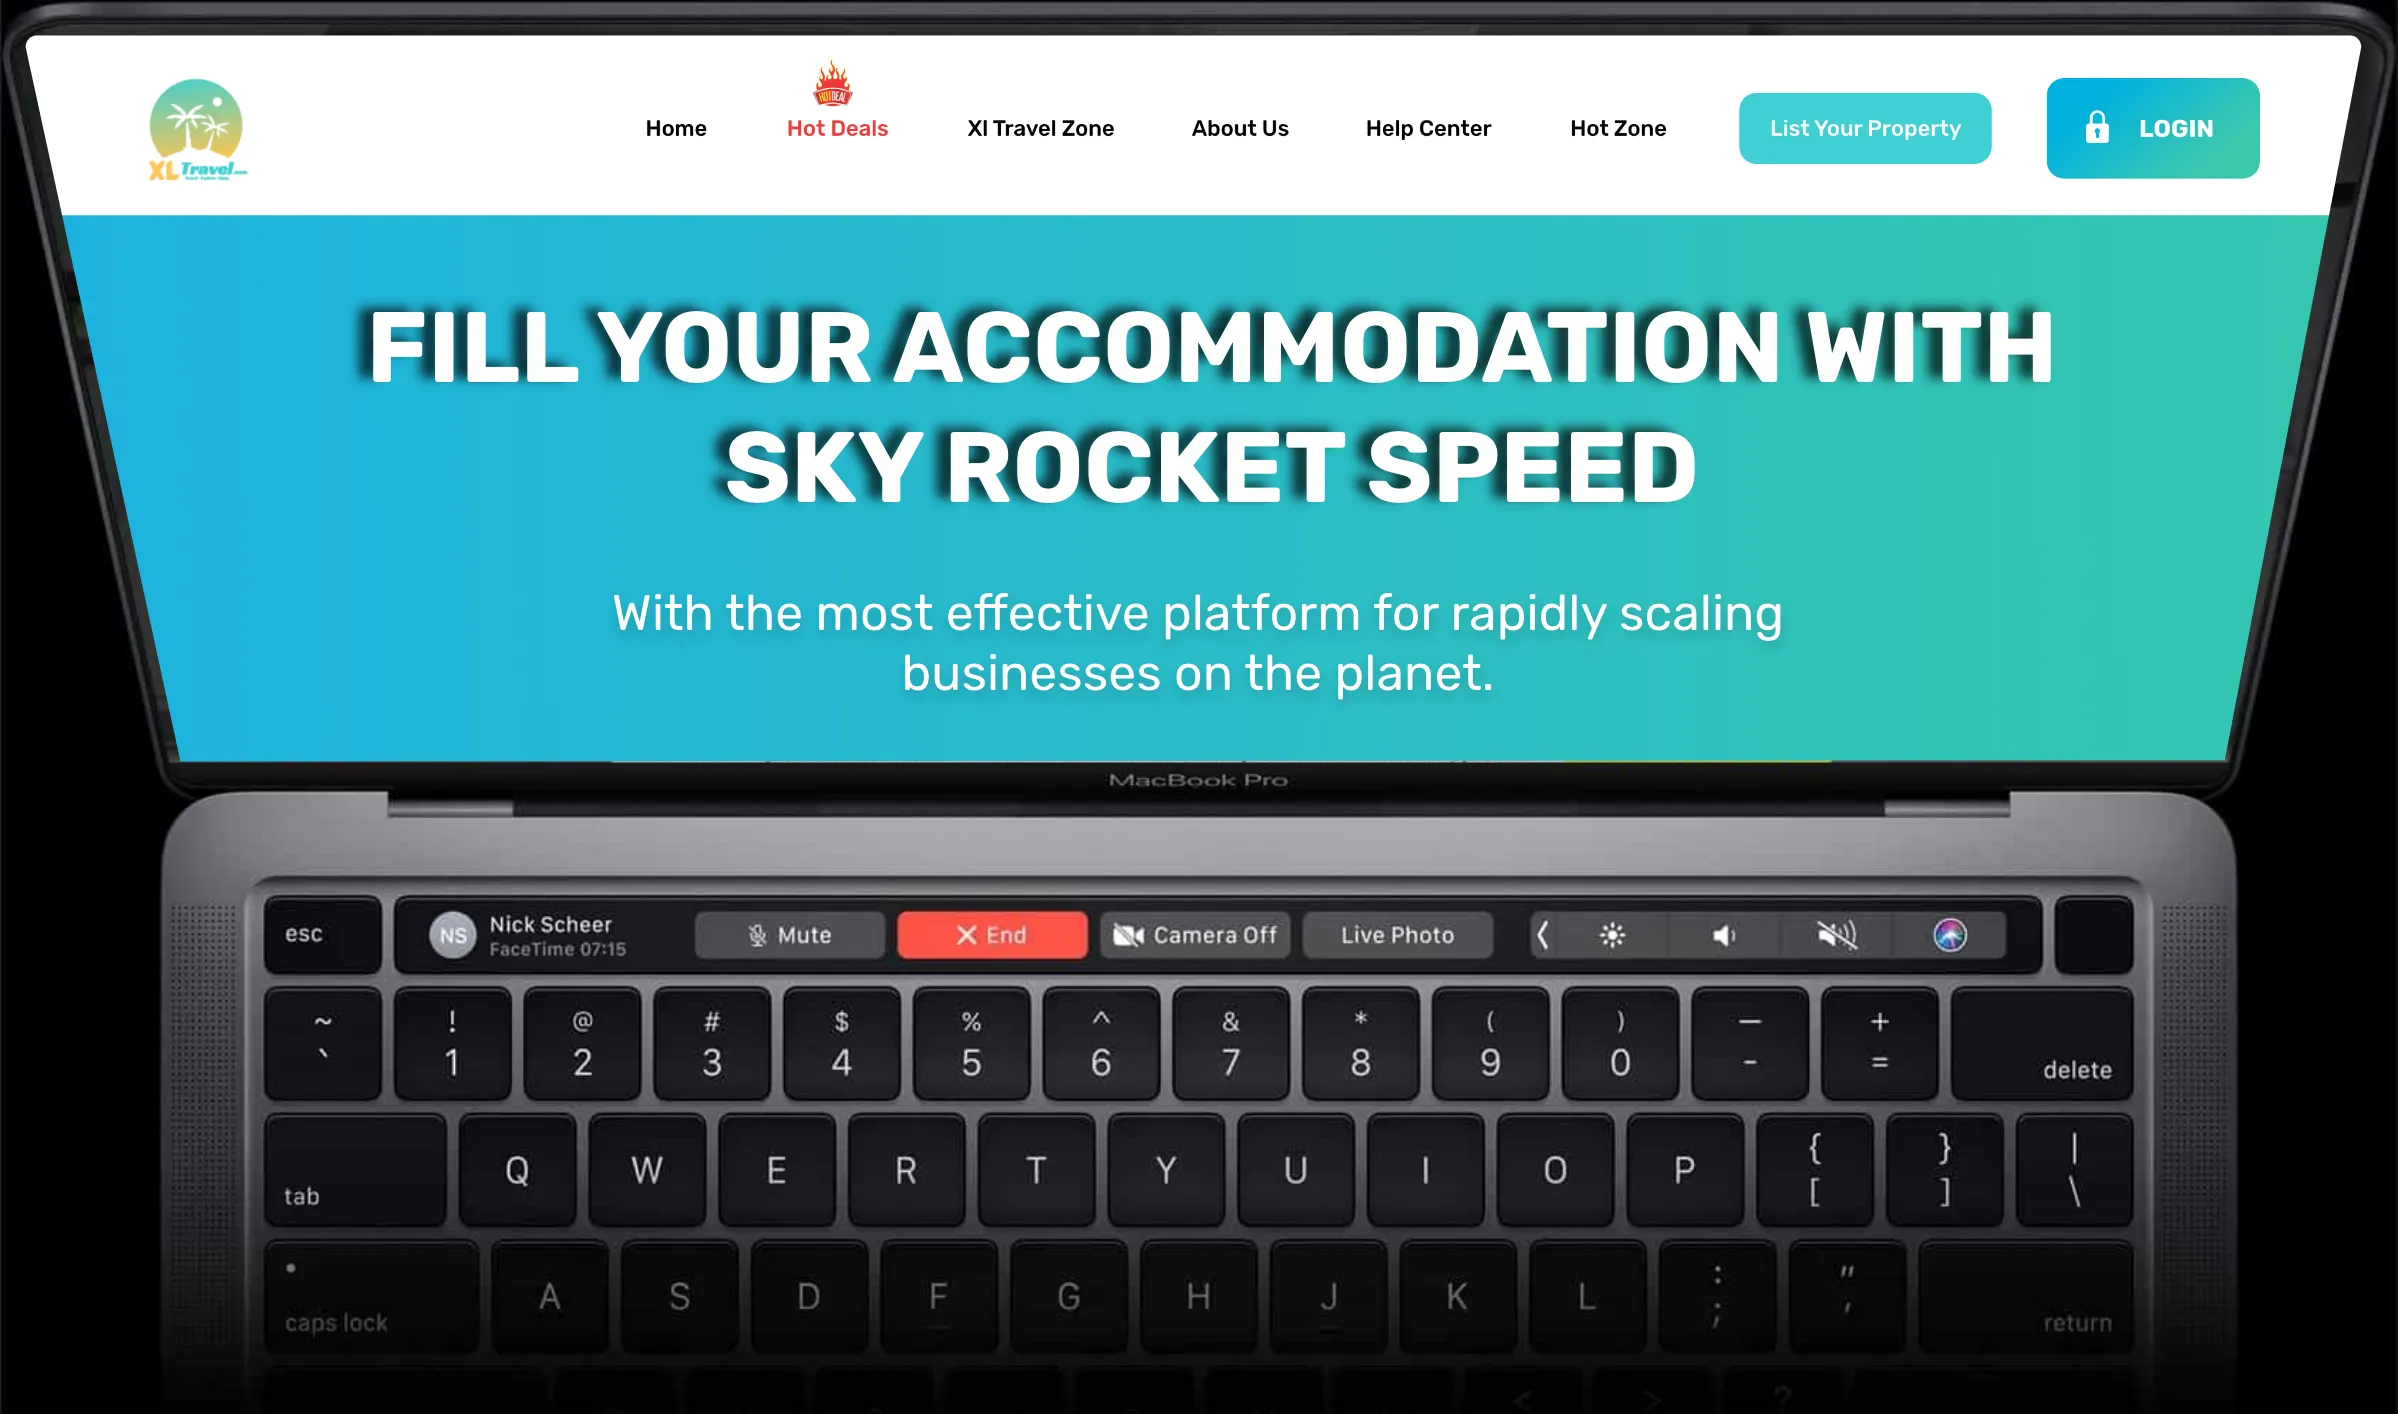 HOT DEAL
Home
Hot Deals
Xl Travel Zone
About Us
Help Center
Hot Zone
List Your Property
LOGIN
XL Travel
FILL YOUR ACCOMMODATION WITH
SKY ROCKET SPEED
With the most effective platform for rapidly scaling
businesses on the planet.
MacBook Pro
esc
NS
Nick Scheer
FaceTime 07:15
Mute
End
Camera Off
Live Photo
~ ! @ # $ % ^ & * ( ) — +
` 1 2 3 4 5 6 7 8 9 0 - = delete
tab Q W E R T Y U I O P { [ } ] | \
caps lock A S D F G H J K L : ; " ' return
< > ?